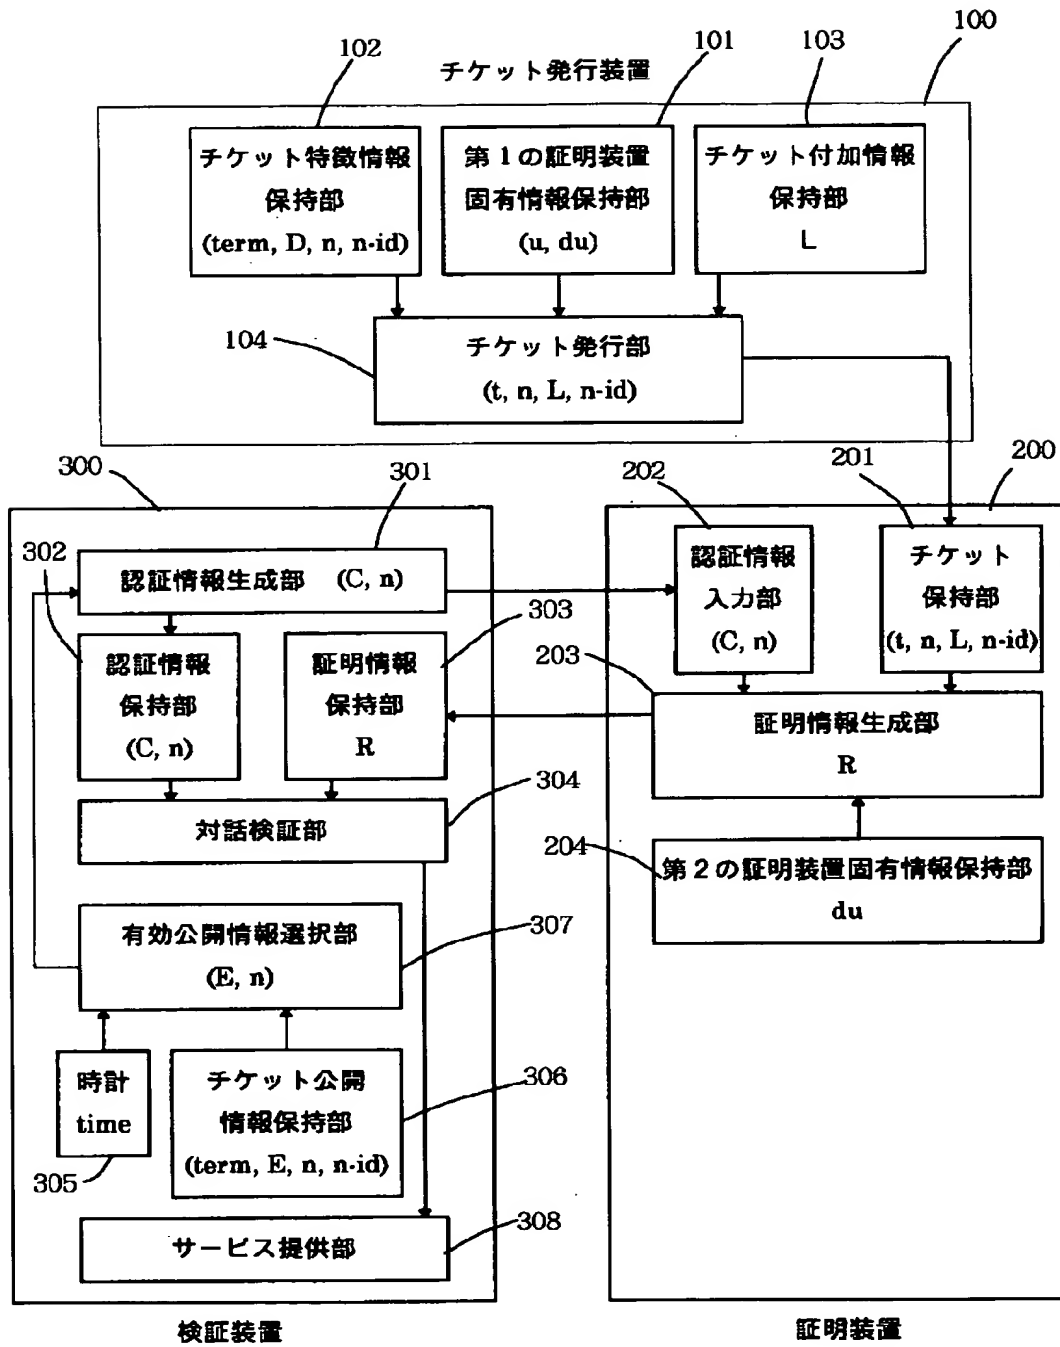 100
102
101
103
チケット発行装置
チケット特徴情報
保持部
(term, D, n, n-id)
第1の証明装置
固有情報保持部
(u, du)
チケット付加情報
保持部
L
104
チケット発行部
(t, n, L, n-id)
300
301
302
認証情報生成部 (C, n)
303
認証情報
保持部
(C, n)
証明情報
保持部
R
304
対話検証部
有効公開情報選択部
(E, n)
307
時計
time
305
チケット公開
情報保持部
(term, E, n, n-id)
306
サービス提供部
308
検証装置
202
201
200
認証情報
入力部
(C, n)
チケット
保持部
(t, n, L, n-id)
203
証明情報生成部
R
204
第2の証明装置固有情報保持部
du
証明装置